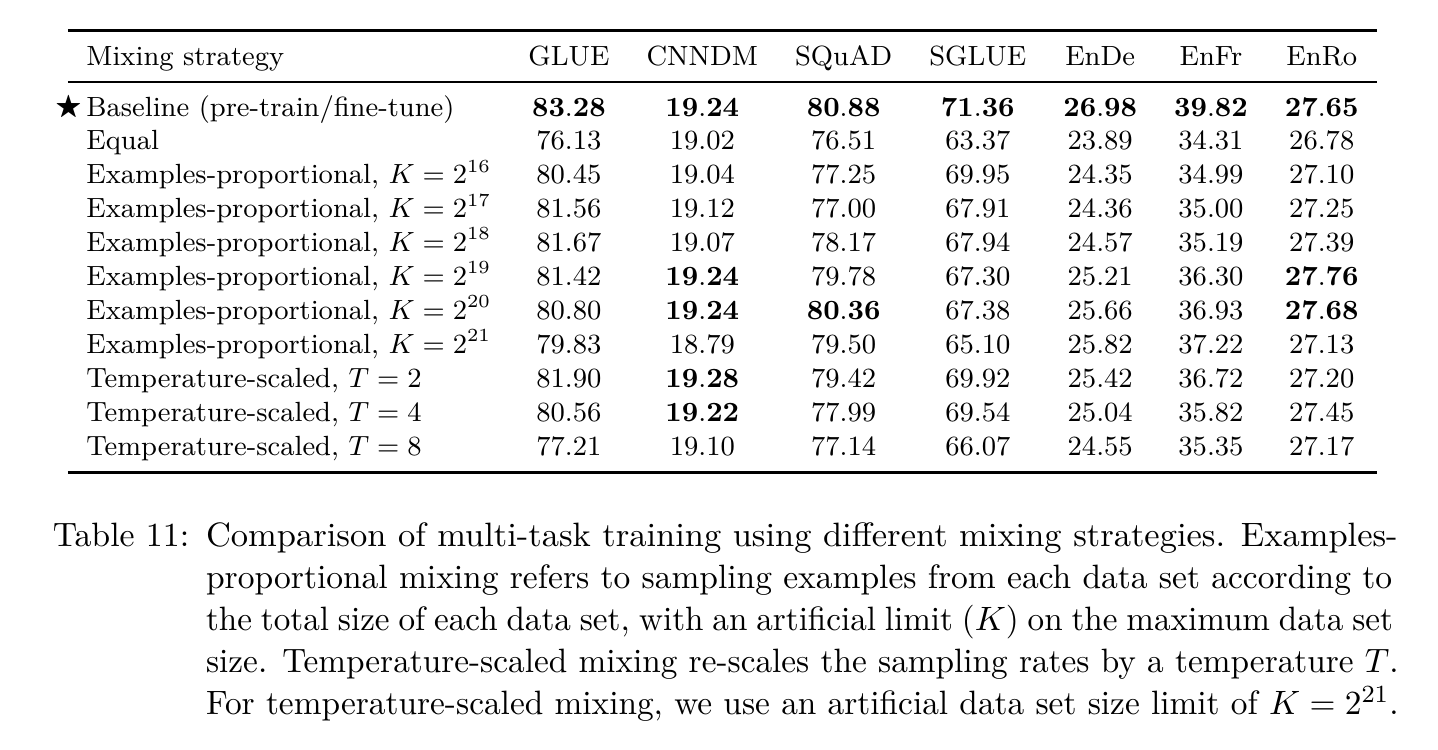 Mixing strategy GLUE CNNDM SQuAD SGLUE EnDe EnFr EnRo
★ Baseline (pre-train/fine-tune) 83.28 19.24 80.88 71.36 26.98 39.82 27.65
Equal 76.13 19.02 76.51 63.37 23.89 34.31 26.78
Examples-proportional, K = 2^16 80.45 19.04 77.25 69.95 24.35 34.99 27.10
Examples-proportional, K = 2^17 81.56 19.12 77.00 67.91 24.36 35.00 27.25
Examples-proportional, K = 2^18 81.67 19.07 78.17 67.94 24.57 35.19 27.39
Examples-proportional, K = 2^19 81.42 19.24 79.78 67.30 25.21 36.30 27.76
Examples-proportional, K = 2^20 80.80 19.24 80.36 67.38 25.66 36.93 27.68
Examples-proportional, K = 2^21 79.83 18.79 79.50 65.10 25.82 37.22 27.13
Temperature-scaled, T = 2 81.90 19.28 79.42 69.92 25.42 36.72 27.20
Temperature-scaled, T = 4 80.56 19.22 77.99 69.54 25.04 35.82 27.45
Temperature-scaled, T = 8 77.21 19.10 77.14 66.07 24.55 35.35 27.17
Table 11: Comparison of multi-task training using different mixing strategies. Examples-
proportional mixing refers to sampling examples from each data set according to
the total size of each data set, with an artificial limit (K) on the maximum data set
size. Temperature-scaled mixing re-scales the sampling rates by a temperature T.
For temperature-scaled mixing, we use an artificial data set size limit of K = 2^21.